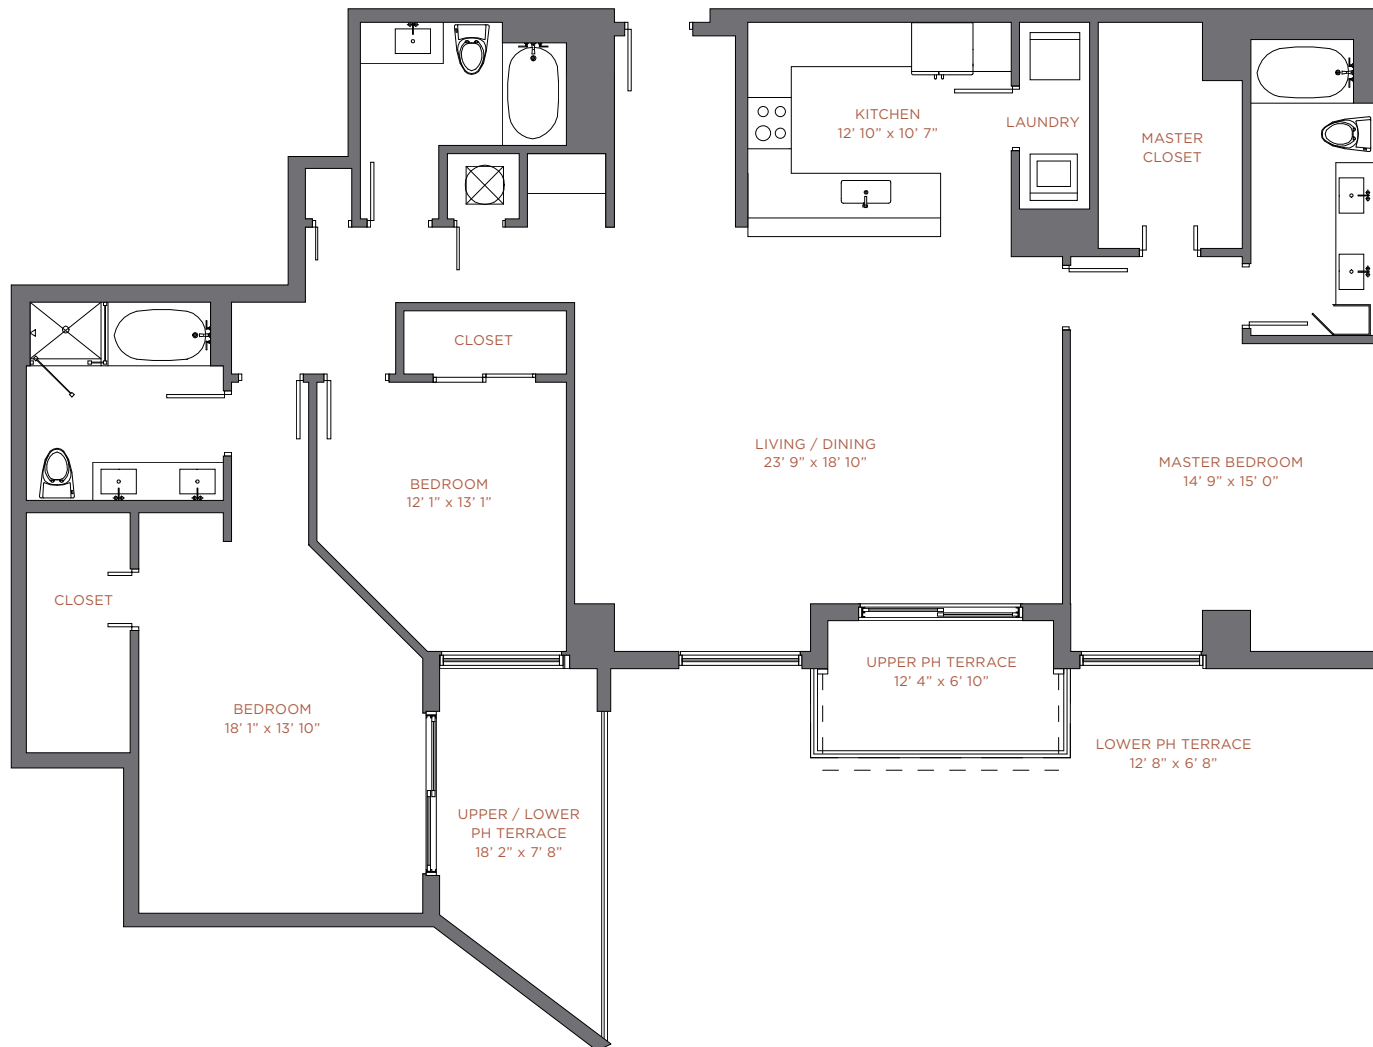 KITCHEN
12' 10” x 10' 7”
LAUNDRY
MASTER
CLOSET
CLOSET
LIVING / DINING
23' 9” x 18' 10”
MASTER BEDROOM
14' 9” x 15' 0”
BEDROOM
12' 1” x 13' 1”
CLOSET
UPPER PH TERRACE
12' 4” x 6' 10”
BEDROOM
18' 1” x 13' 10”
LOWER PH TERRACE
12' 8” x 6' 8”
UPPER / LOWER
PH TERRACE
18' 2” x 7' 8”